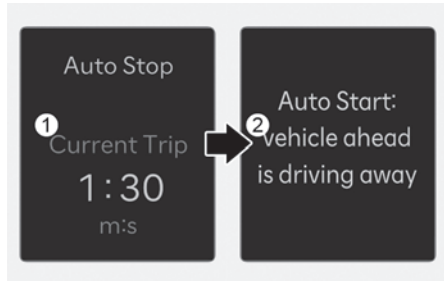 Auto Stop
①
Current Trip
1:30
m:s
②
Auto Start:
vehicle ahead
is driving away